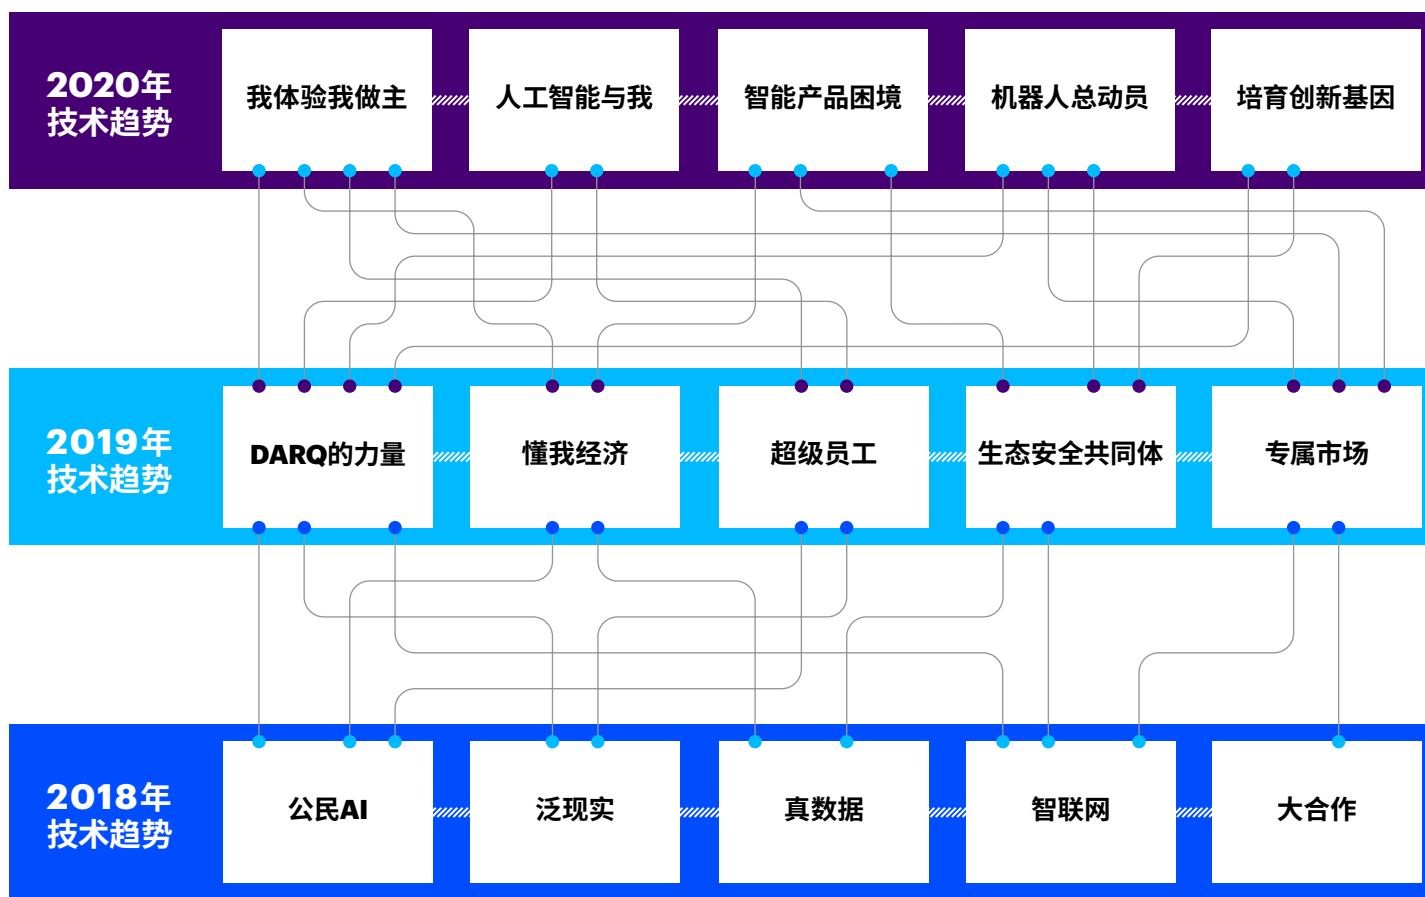 2020年
技术趋势
我体验我做主
人工智能与我
智能产品困境
机器人总动员
培育创新基因
2019年
技术趋势
DARQ的力量
懂我经济
超级员工
生态安全共同体
专属市场
2018年
技术趋势
公民AI
泛现实
真数据
智联网
大合作